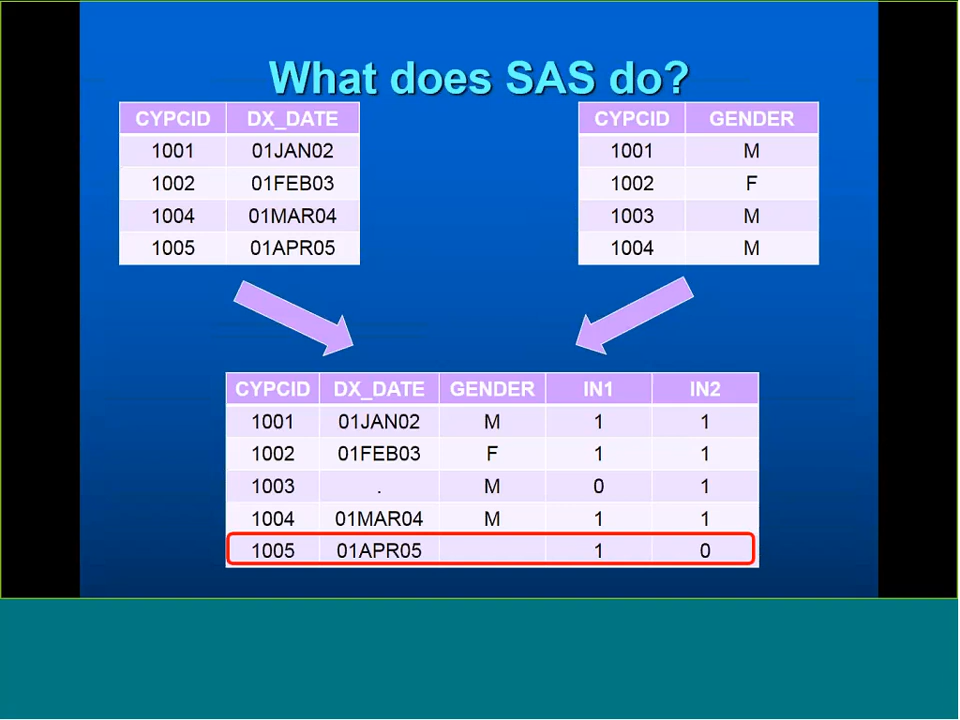 What does SAS do?
CYPCID DX_DATE
1001 01JAN02
1002 01FEB03
1004 01MAR04
1005 01APR05
CYPCID GENDER
1001 M
1002 F
1003 M
1004 M
CYPCID DX_DATE GENDER IN1 IN2
1001 01JAN02 M 1 1
1002 01FEB03 F 1 1
1003 . M 0 1
1004 01MAR04 M 1 1
1005 01APR05 1 0